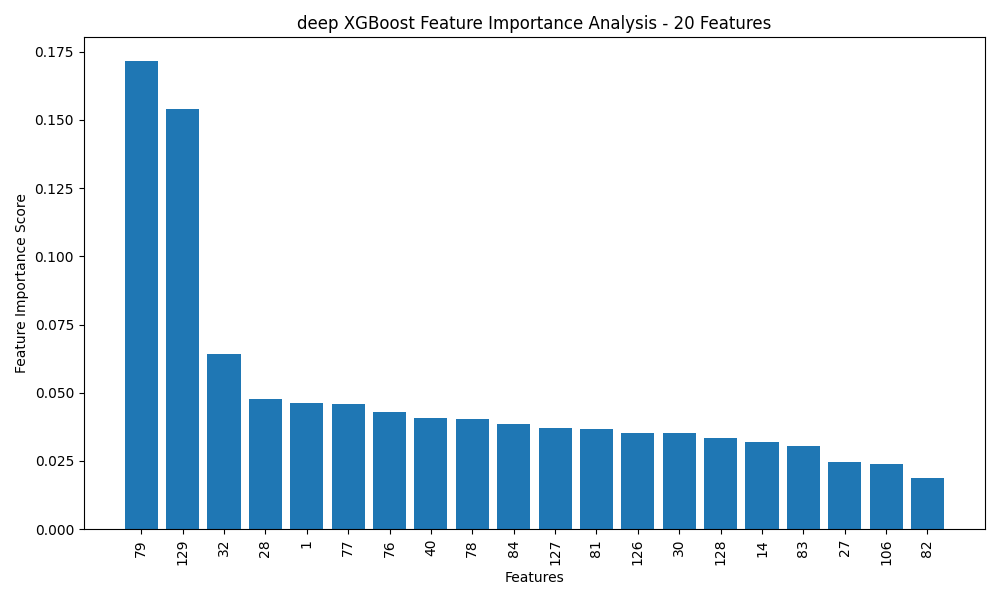 deep XGBoost Feature Importance Analysis - 20 Features
Feature Importance Score
0.175
0.150
0.125
0.100
0.075
0.050
0.025
0.000
79 129 32 28 1 77 76 40 78 84 127 81 126 30 128 14 83 27 106 82
Features